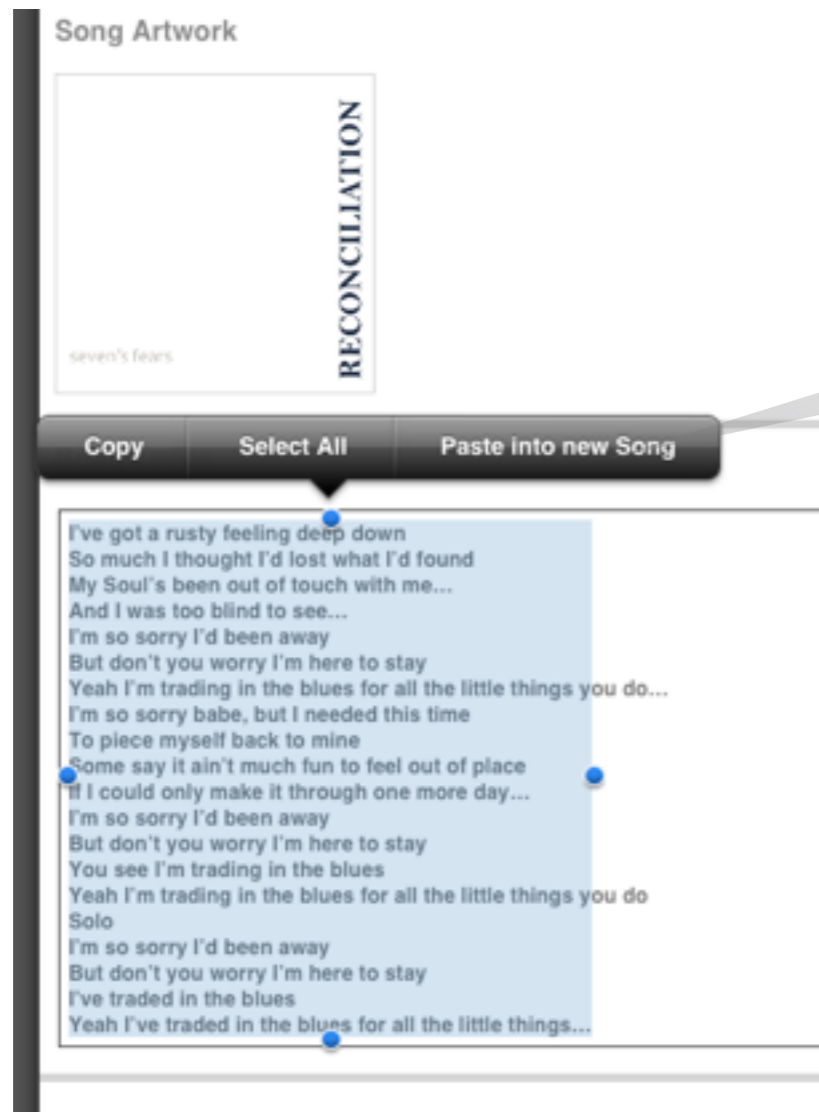 Song Artwork
RECONCILIATION
seven's fears
Copy
Select All
Paste into new Song
I've got a rusty feeling deep down
So much I thought I'd lost what I'd found
My Soul's been out of touch with me...
And I was too blind to see...
I'm so sorry I'd been away
But don't you worry I'm here to stay
Yeah I'm trading in the blues for all the little things you do...
I'm so sorry babe, but I needed this time
To piece myself back to mine
Some say it ain't much fun to feel out of place
If I could only make it through one more day...
I'm so sorry I'd been away
But don't you worry I'm here to stay
You see I'm trading in the blues
Yeah I'm trading in the blues for all the little things you do
Solo
I'm so sorry I'd been away
But don't you worry I'm here to stay
I've traded in the blues
Yeah I've traded in the blues for all the little things...